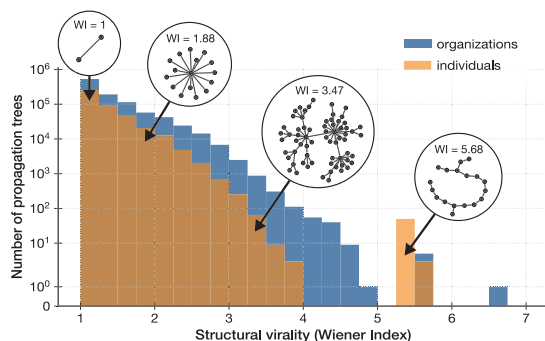 WI = 1
WI = 1.88
WI = 3.47
WI = 5.68
organizations
individuals
Number of propagation trees
10⁶
10⁵
10⁴
10³
10²
10¹
10⁰
0
1 2 3 4 5 6 7
Structural virality (Wiener Index)